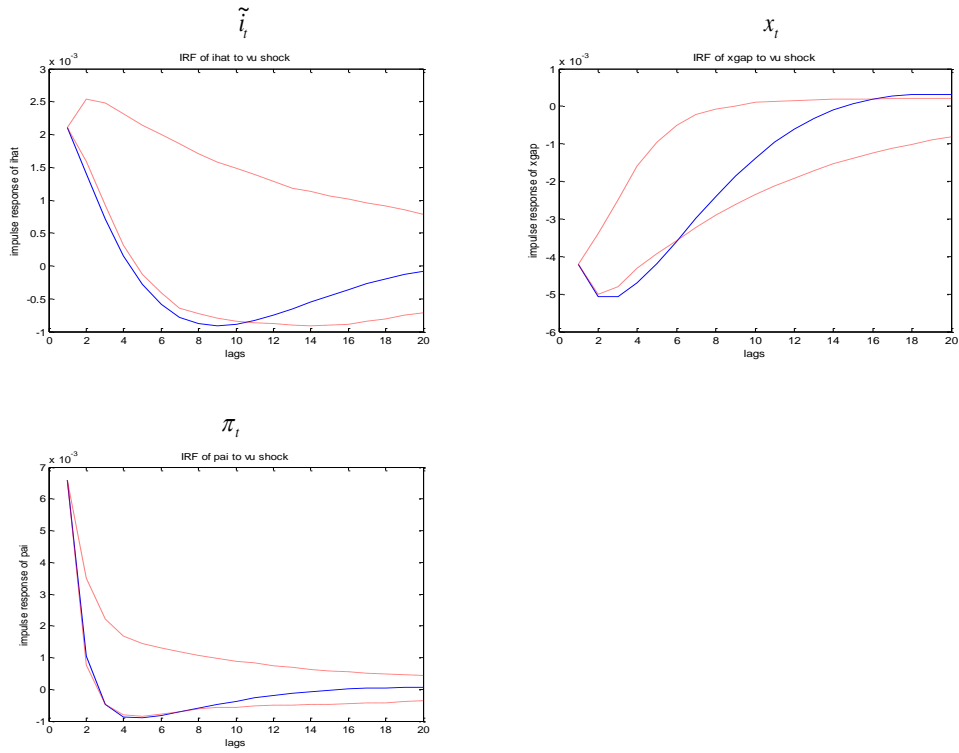 ĩ_t
x_t
IRF of ihat to vu shock
x 10^-3
3
2.5
2
1.5
1
0.5
0
-0.5
-1
impulse response of ihat
0 2 4 6 8 10 12 14 16 18 20
lags
IRF of xgap to vu shock
x 10^-3
1
0
-1
-2
-3
-4
-5
-6
impulse response of xgap
0 2 4 6 8 10 12 14 16 18 20
lags
π_t
IRF of pai to vu shock
x 10^-3
7
6
5
4
3
2
1
0
-1
impulse response of pai
0 2 4 6 8 10 12 14 16 18 20
lags